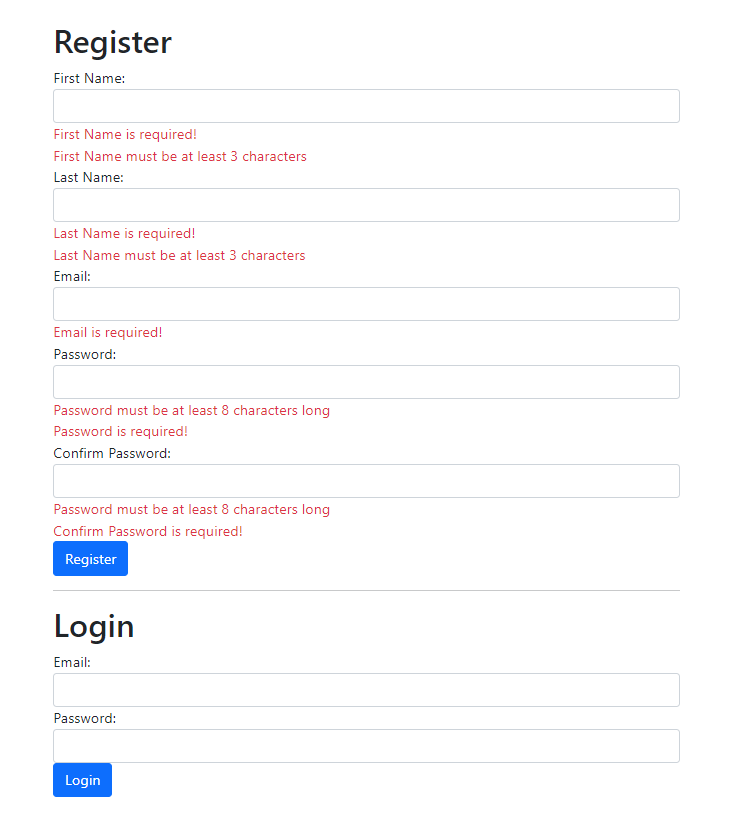 Register
First Name:
First Name is required!
First Name must be at least 3 characters
Last Name:
Last Name is required!
Last Name must be at least 3 characters
Email:
Email is required!
Password:
Password must be at least 8 characters long
Password is required!
Confirm Password:
Password must be at least 8 characters long
Confirm Password is required!
Register
Login
Email:
Password:
Login